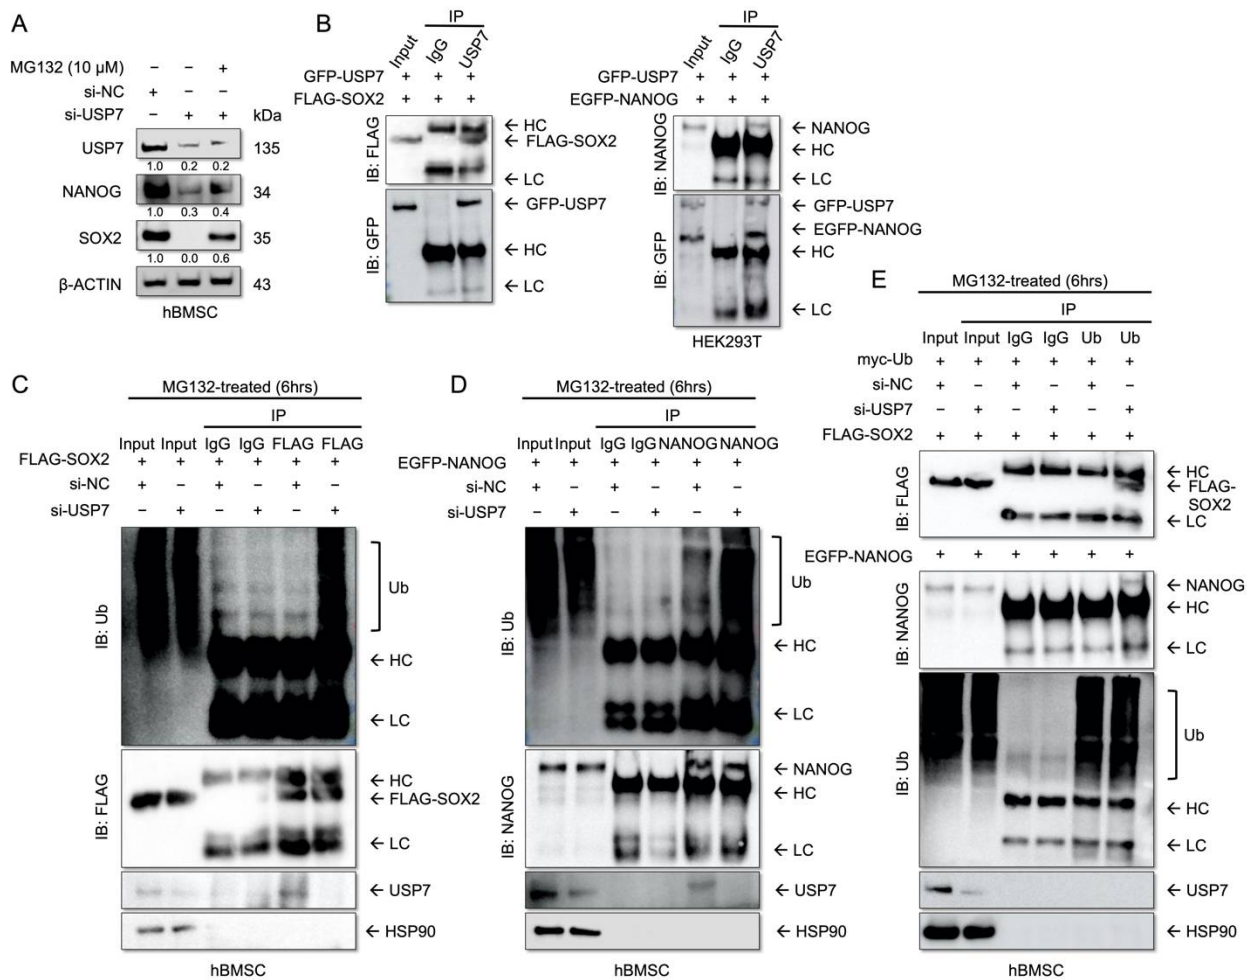 A
MG132 (10 µM) – – +
si-NC + – –
si-USP7 – + + kDa
USP7 135
1.0 0.2 0.2
NANOG 34
1.0 0.3 0.4
SOX2 35
1.0 0.0 0.6
β-ACTIN 43
hBMSC
B
IP
Input IgG USP7
GFP-USP7 + + +
FLAG-SOX2 + + +
IB: FLAG
← HC
← FLAG-SOX2
← LC
IB: GFP
← GFP-USP7
← HC
← LC
IP
Input IgG USP7
GFP-USP7 + + +
EGFP-NANOG + + +
IB: NANOG
← NANOG
← HC
← LC
IB: GFP
← GFP-USP7
← EGFP-NANOG
← HC
← LC
HEK293T
C
MG132-treated (6hrs)
IP
Input Input IgG IgG FLAG FLAG
FLAG-SOX2 + + + + + +
si-NC + – + – + –
si-USP7 – + – + – +
IB: Ub
Ub
← HC
← LC
IB: FLAG
← HC
← FLAG-SOX2
← LC
← USP7
← HSP90
hBMSC
D
MG132-treated (6hrs)
IP
Input Input IgG IgG NANOG NANOG
EGFP-NANOG + + + + + +
si-NC + – + – + –
si-USP7 – + – + – +
IB: Ub
Ub
← HC
← LC
IB: NANOG
← NANOG
← HC
← LC
← USP7
← HSP90
hBMSC
E
MG132-treated (6hrs)
IP
Input Input IgG IgG Ub Ub
myc-Ub + + + + + +
si-NC + – + – + –
si-USP7 – + – + – +
FLAG-SOX2 + + + + + +
IB: FLAG
← HC
← FLAG-
SOX2
← LC
EGFP-NANOG + + + + + +
IB: NANOG
← NANOG
← HC
← LC
IB: Ub
Ub
← HC
← LC
← USP7
← HSP90
hBMSC